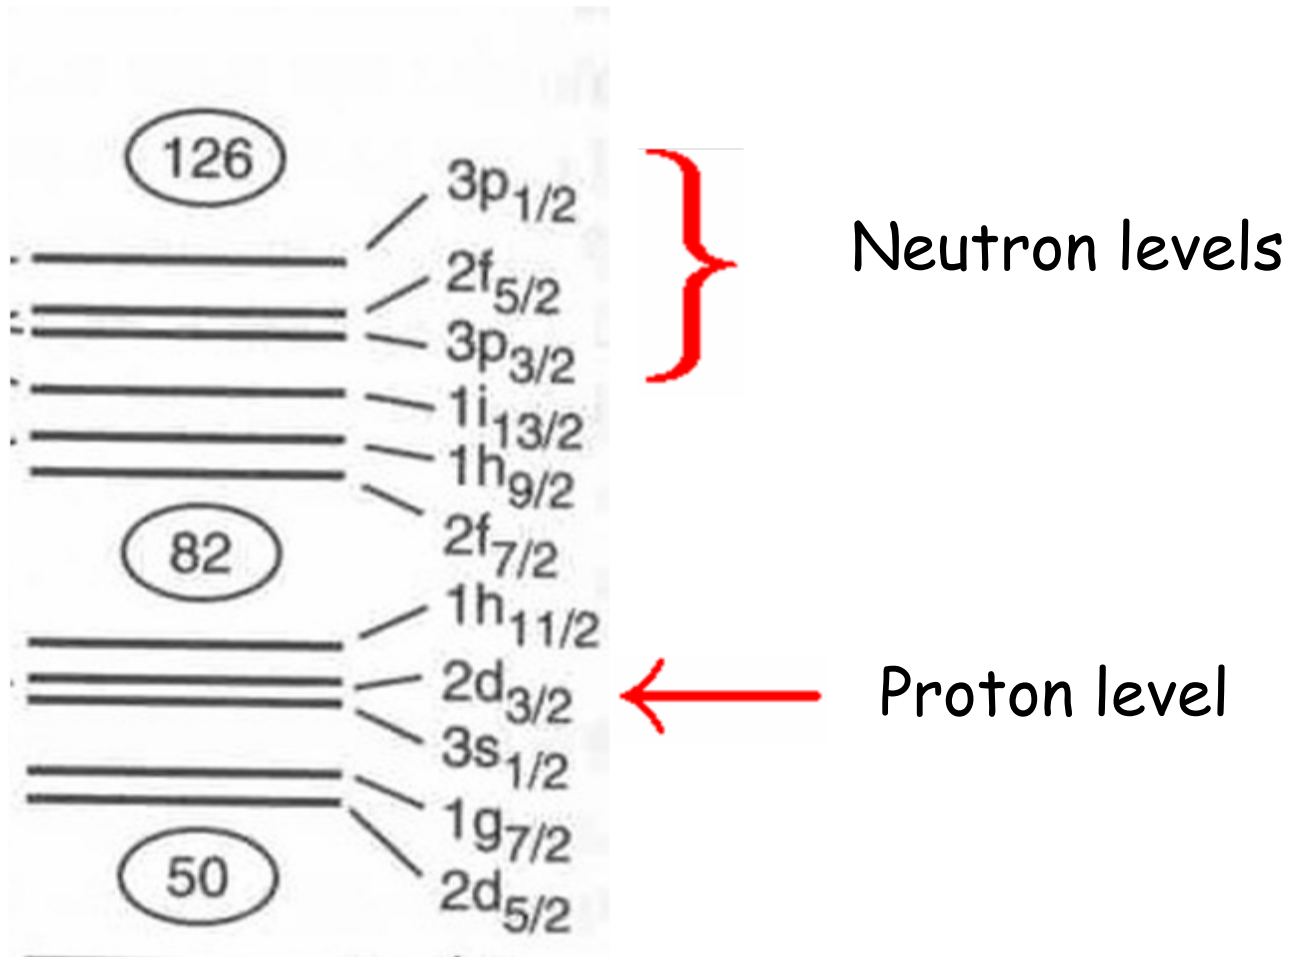 126
3p1/2
Neutron levels
2f5/2
3p3/2
1i13/2
1h9/2
82
2f7/2
1h11/2
2d3/2
Proton level
3s1/2
1g7/2
50
2d5/2